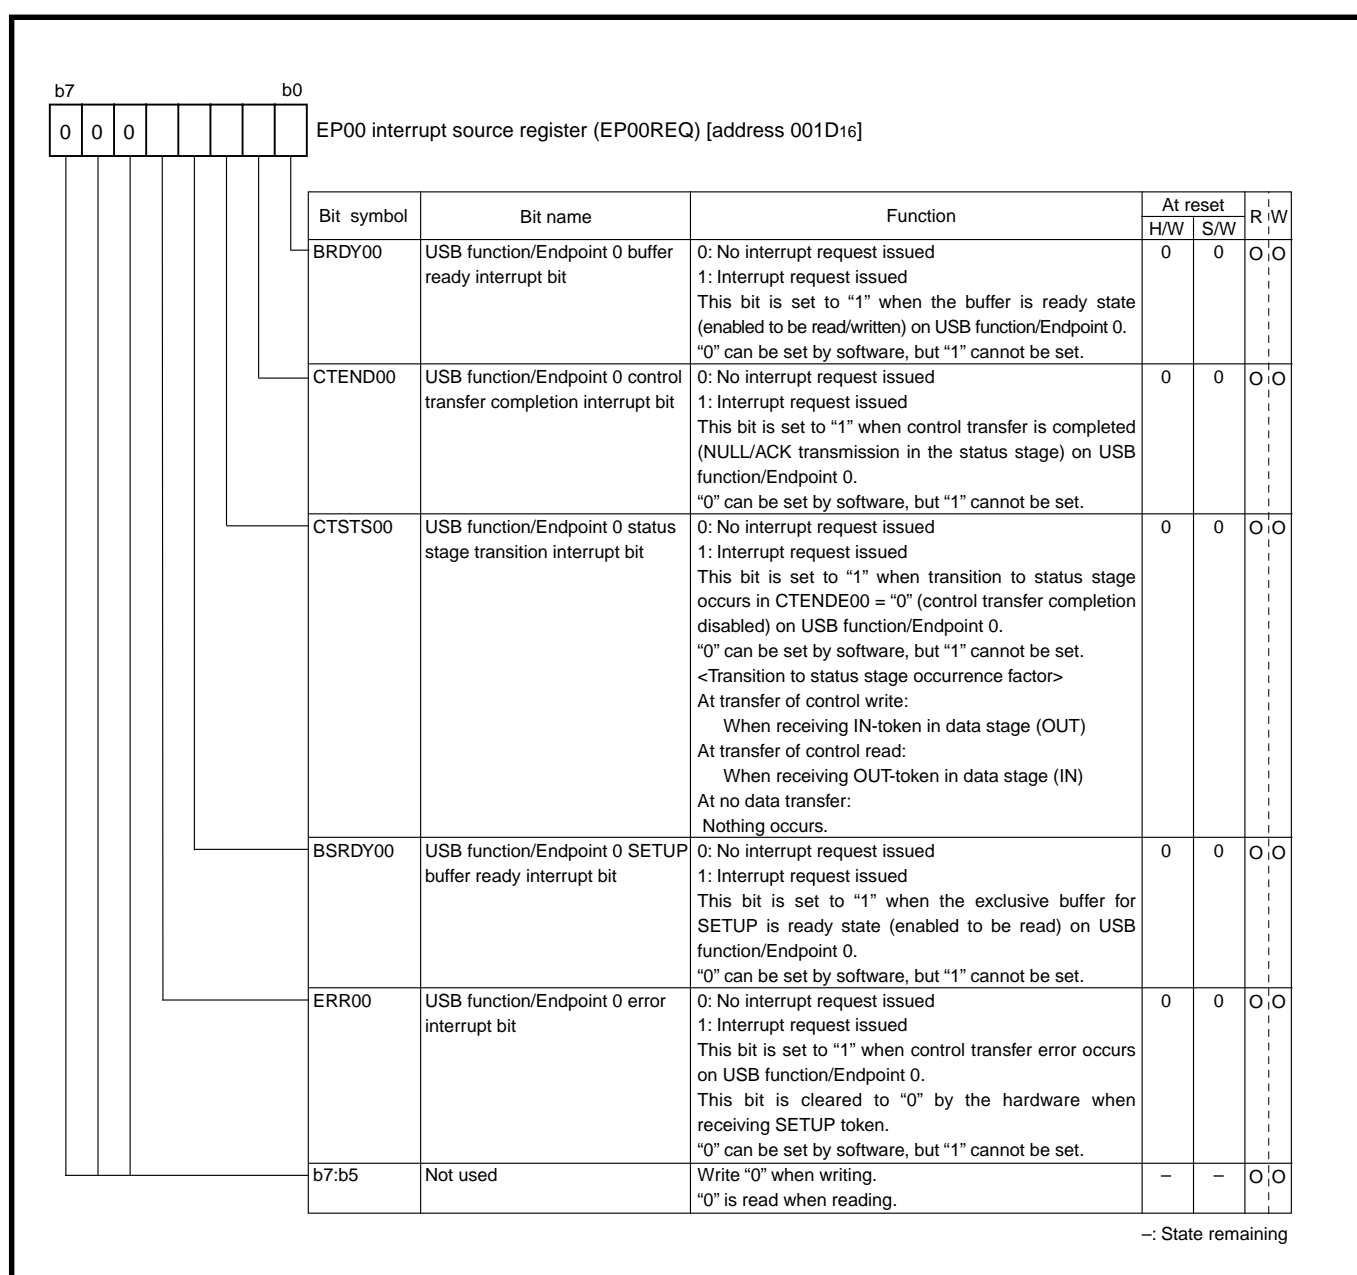 b7 b0
0 0 0
EP00 interrupt source register (EP00REQ) [address 001D16]
Bit symbol Bit name Function At reset R W
H/W S/W
BRDY00 USB function/Endpoint 0 buffer 0: No interrupt request issued 0 0 O O
ready interrupt bit 1: Interrupt request issued
This bit is set to “1” when the buffer is ready state
(enabled to be read/written) on USB function/Endpoint 0.
“0” can be set by software, but “1” cannot be set.
CTEND00 USB function/Endpoint 0 control 0: No interrupt request issued 0 0 O O
transfer completion interrupt bit 1: Interrupt request issued
This bit is set to “1” when control transfer is completed
(NULL/ACK transmission in the status stage) on USB
function/Endpoint 0.
“0” can be set by software, but “1” cannot be set.
CTSTS00 USB function/Endpoint 0 status 0: No interrupt request issued 0 0 O O
stage transition interrupt bit 1: Interrupt request issued
This bit is set to “1” when transition to status stage
occurs in CTENDE00 = “0” (control transfer completion
disabled) on USB function/Endpoint 0.
“0” can be set by software, but “1” cannot be set.
<Transition to status stage occurrence factor>
At transfer of control write:
When receiving IN-token in data stage (OUT)
At transfer of control read:
When receiving OUT-token in data stage (IN)
At no data transfer:
Nothing occurs.
BSRDY00 USB function/Endpoint 0 SETUP 0: No interrupt request issued 0 0 O O
buffer ready interrupt bit 1: Interrupt request issued
This bit is set to “1” when the exclusive buffer for
SETUP is ready state (enabled to be read) on USB
function/Endpoint 0.
“0” can be set by software, but “1” cannot be set.
ERR00 USB function/Endpoint 0 error 0: No interrupt request issued 0 0 O O
interrupt bit 1: Interrupt request issued
This bit is set to “1” when control transfer error occurs
on USB function/Endpoint 0.
This bit is cleared to “0” by the hardware when
receiving SETUP token.
“0” can be set by software, but “1” cannot be set.
b7:b5 Not used Write “0” when writing. – – O O
“0” is read when reading.
–: State remaining